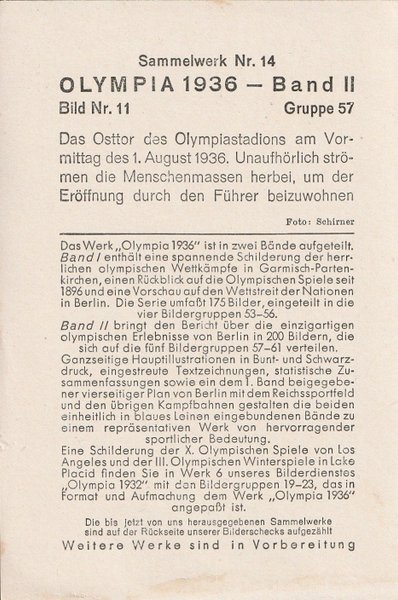 Sammelwerk Nr. 14
OLYMPIA 1936 — Band II
Bild Nr. 11 Gruppe 57
Das Osttor des Olympiastadions am Vor-
mittag des 1. August 1936. Unaufhörlich strö-
men die Menschenmassen herbei, um der
Eröffnung durch den Führer beizuwohnen
Foto: Schirner
Das Werk „Olympia 1936" ist in zwei Bände aufgeteilt.
Band I enthält eine spannende Schilderung der herr-
lichen olympischen Wettkämpfe in Garmisch-Parten-
kirchen, einen Rückblick auf die Olympischen Spiele seit
1896 und eine Vorschau auf den Wettstreit der Nationen
in Berlin. Die Serie umfaßt 175 Bilder, eingeteilt in die
vier Bildergruppen 53–56.
Band II bringt den Bericht über die einzigartigen
olympischen Erlebnisse von Berlin in 200 Bildern, die
sich auf die fünf Bildergruppen 57–61 verteilen.
Ganzseitige Hauptillustrationen in Bunt- und Schwarz-
druck, eingestreute Textzeichnungen, statistische Zu-
sammenfassungen sowie ein dem 1. Band beigegebe-
ner vierseitiger Plan von Berlin mit dem Reichssportfeld
und den übrigen Kampfbahnen gestalten die beiden
einheitlich in blaues Leinen eingebundenen Bände zu
einem repräsentativen Werk von hervorragender
sportlicher Bedeutung.
Eine Schilderung der X. Olympischen Spiele von Los
Angeles und der III. Olympischen Winterspiele in Lake
Placid finden Sie in Werk 6 unseres Bilderdienstes
„Olympia 1932" mit den Bildergruppen 19–23, das in
Format und Aufmachung dem Werk „Olympia 1936"
angepaßt ist.
Die bis jetzt von uns herausgegebenen Sammelwerke
sind auf der Rückseite unserer Bilderschecks aufgezählt
Weitere Werke sind in Vorbereitung